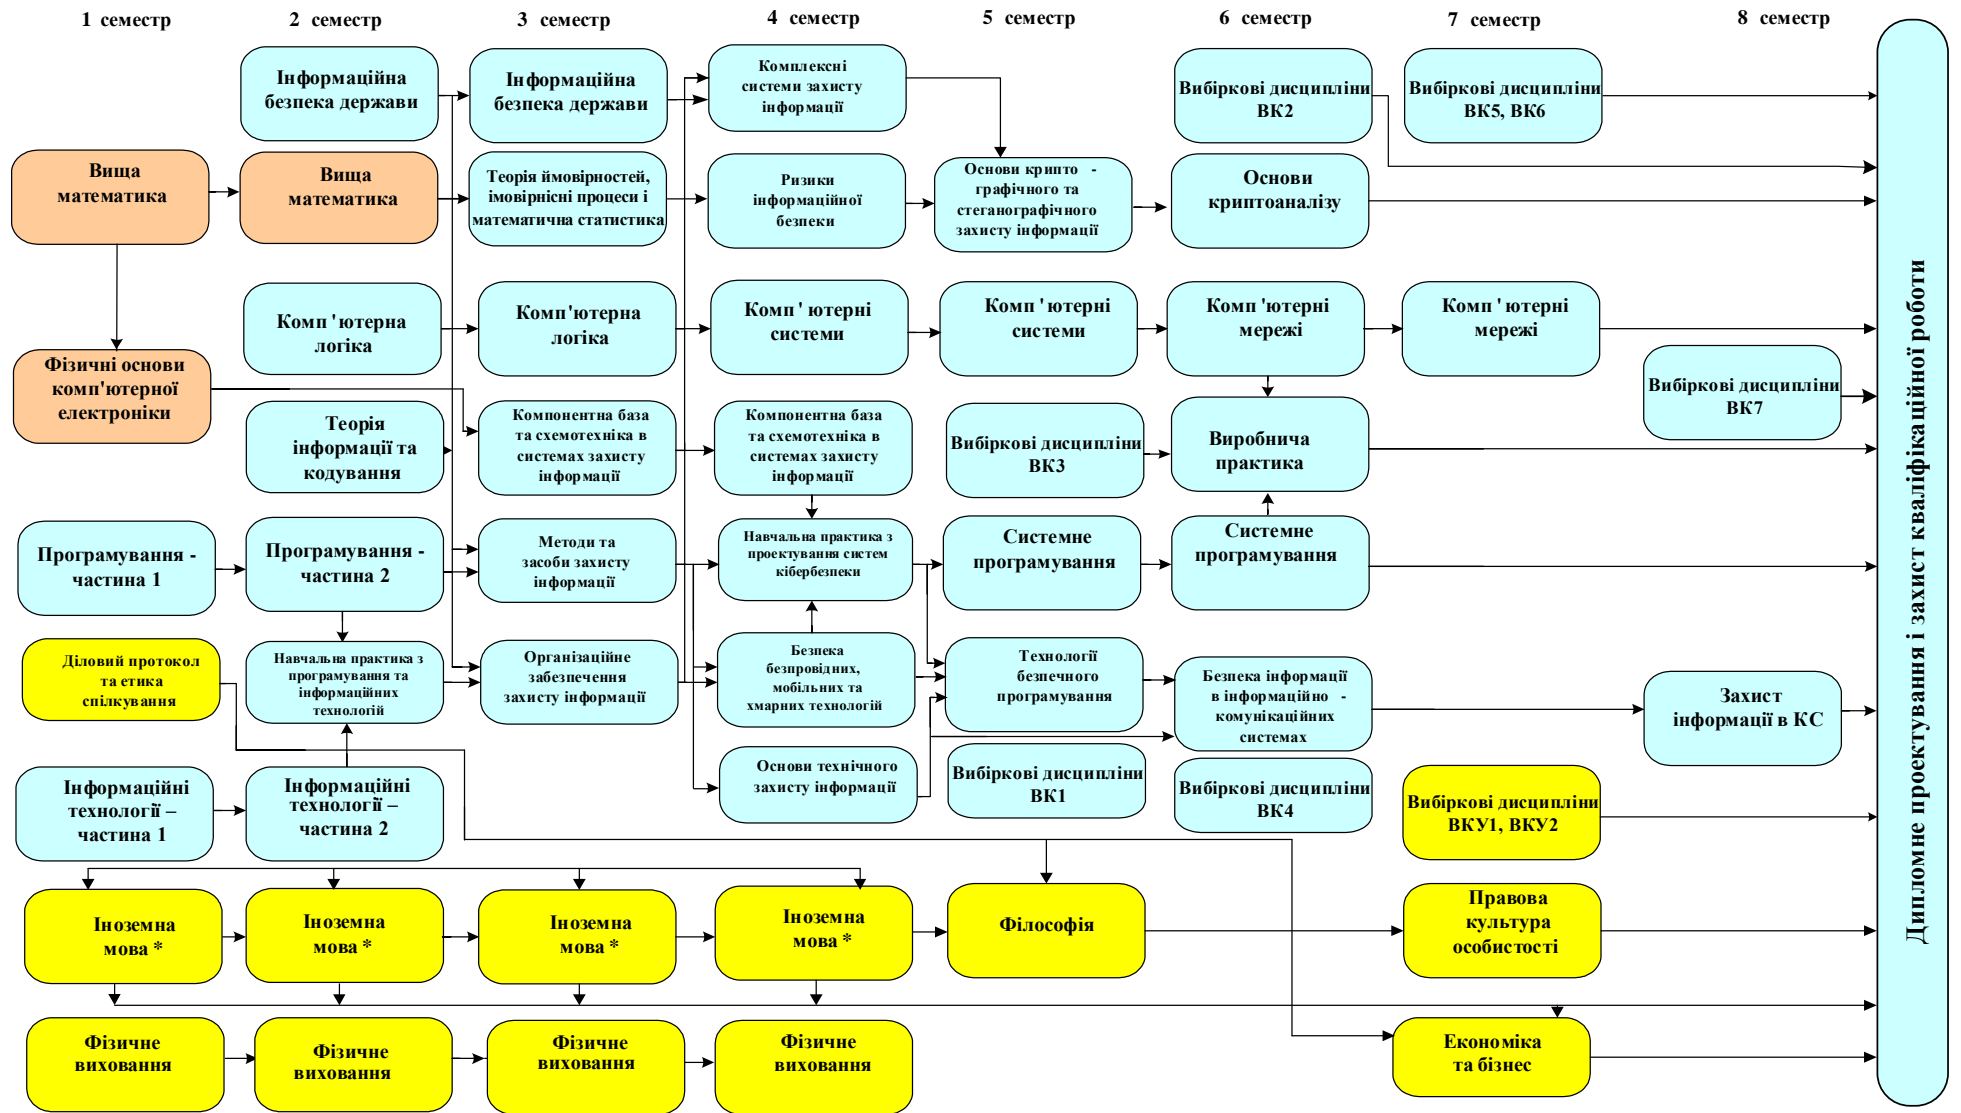 1 семестр
2 семестр
3 семестр
4 семестр
5 семестр
6 семестр
7 семестр
8 семестр
Інформаційна
безпека держави
Інформаційна
безпека держави
Комплексні
системи захисту
інформації
Вибіркові дисципліни
ВК2
Вибіркові дисципліни
ВК5, ВК6
Вища
математика
Вища
математика
Теорія ймовірностей,
імовірнісні процеси і
математична статистика
Ризики
інформаційної
безпеки
Основи крипто -
графічного та
стеганографічного
захисту інформації
Основи
криптоаналізу
Комп 'ютерна
логіка
Комп'ютерна
логіка
Комп ' ютерні
системи
Комп ' ютерні
системи
Комп 'ютерні
мережі
Комп ' ютерні
мережі
Фізичні основи
комп'ютерної
електроніки
Вибіркові дисципліни
ВК7
Теорія
інформації та
кодування
Компонентна база
та схемотехніка в
системах захисту
інформації
Компонентна база
та схемотехніка в
системах захисту
інформації
Вибіркові дисципліни
ВК3
Виробнича
практика
Програмування -
частина 1
Програмування -
частина 2
Методи та
засоби захисту
інформації
Навчальна практика з
проектування систем
кібербезпеки
Системне
програмування
Системне
програмування
Діловий протокол
та етика
спілкування
Навчальна практика з
програмування та
інформаційних
технологій
Організаційне
забезпечення
захисту інформації
Безпека
безпровідних,
мобільних та
хмарних технологій
Технології
безпечного
програмування
Безпека інформації
в інформаційно -
комунікаційних
системах
Захист
інформації в КС
Інформаційні
технології –
частина 1
Інформаційні
технології –
частина 2
Основи технічного
захисту інформації
Вибіркові дисципліни
ВК1
Вибіркові дисципліни
ВК4
Вибіркові дисципліни
ВКУ1, ВКУ2
Іноземна
мова *
Іноземна
мова *
Іноземна
мова *
Іноземна
мова *
Філософія
Правова
культура
особистості
Фізичне
виховання
Фізичне
виховання
Фізичне
виховання
Фізичне
виховання
Економіка
та бізнес
Дипломне проектування і захист кваліфікаційної роботи